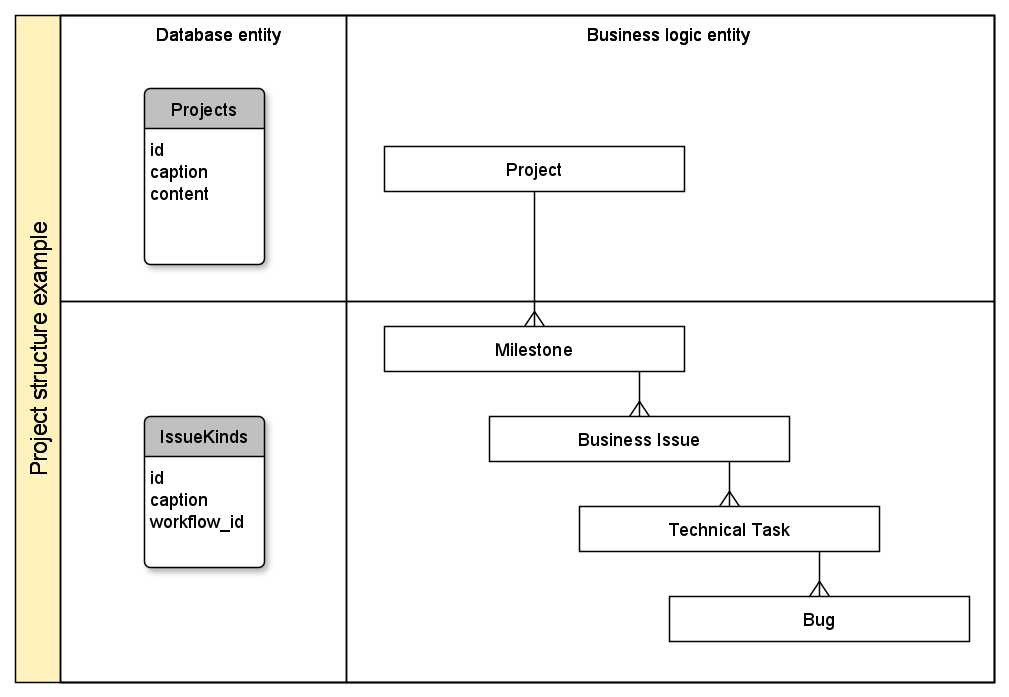 Project structure example
Database entity
Business logic entity
Projects
id
caption
content
Project
Milestone
Business Issue
Technical Task
Bug
IssueKinds
id
caption
workflow_id